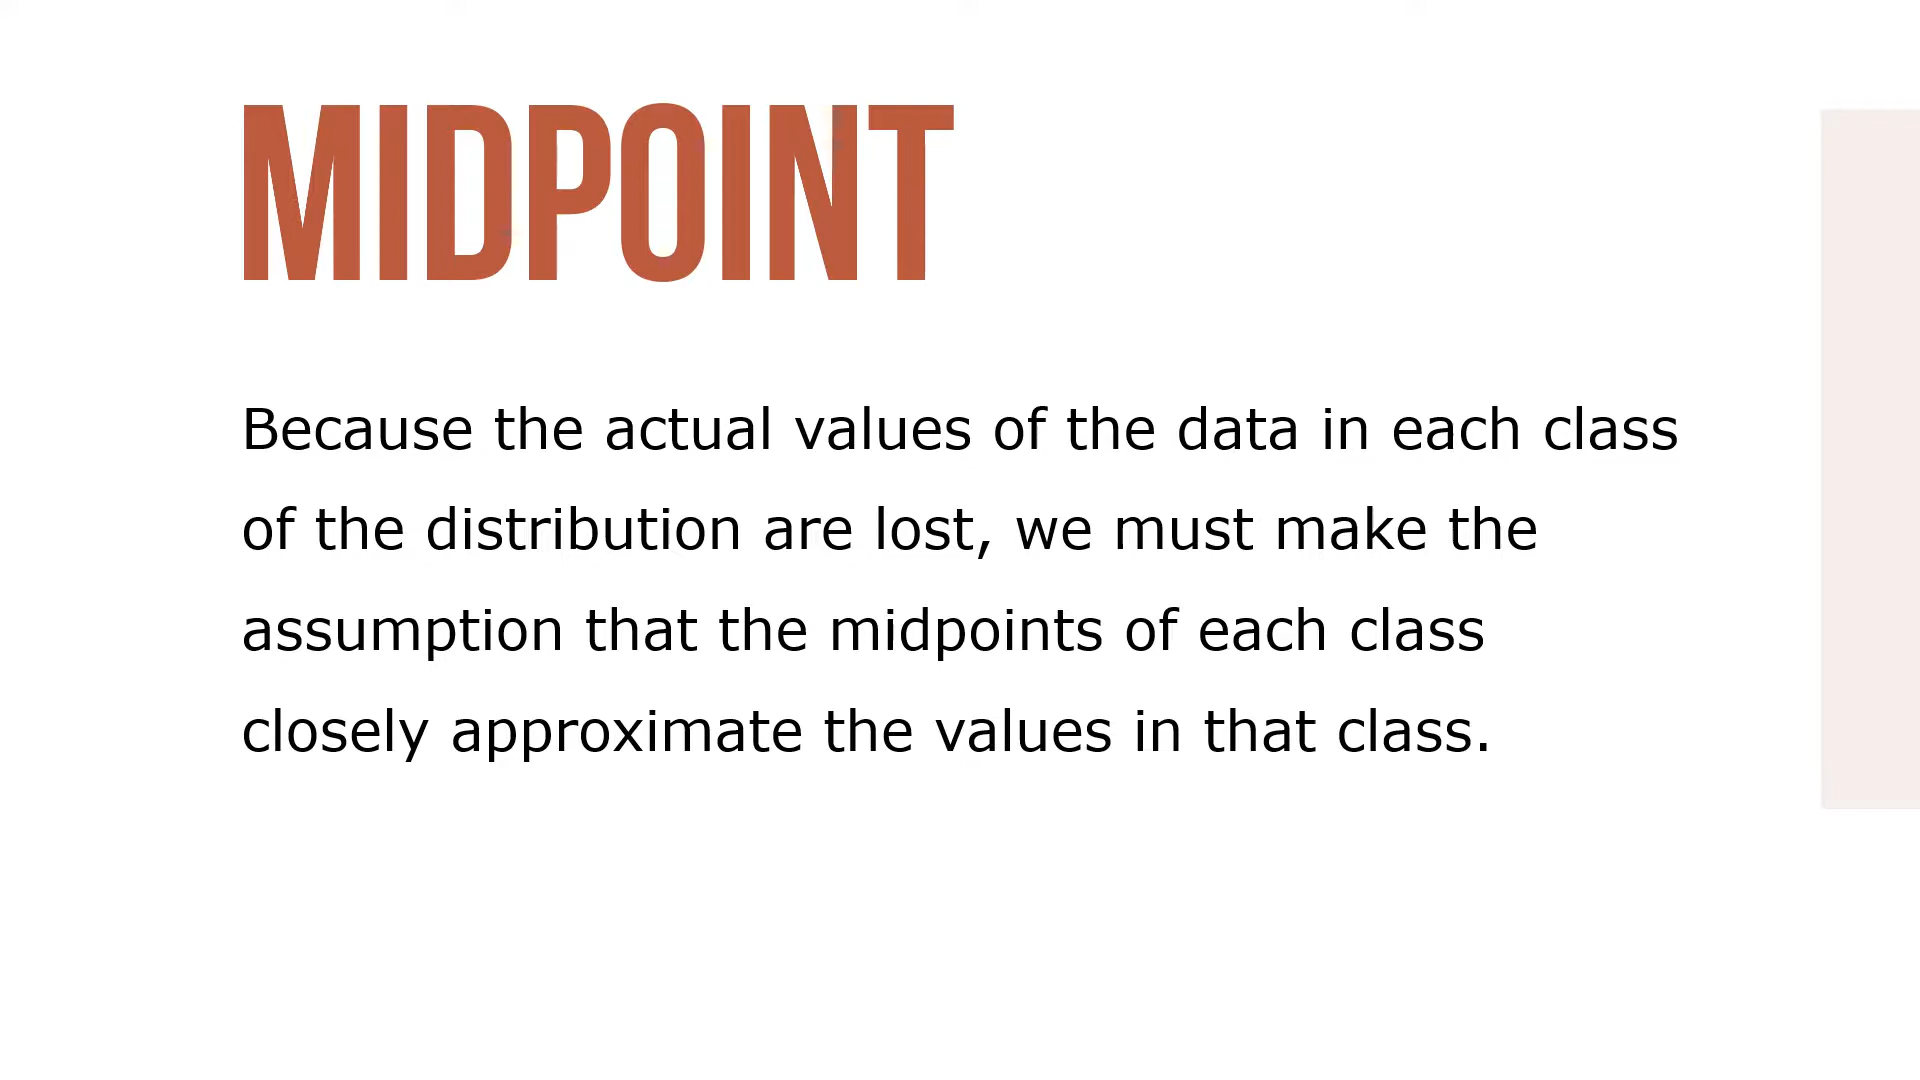 MIDPOINT
Because the actual values of the data in each class
of the distribution are lost, we must make the
assumption that the midpoints of each class
closely approximate the values in that class.